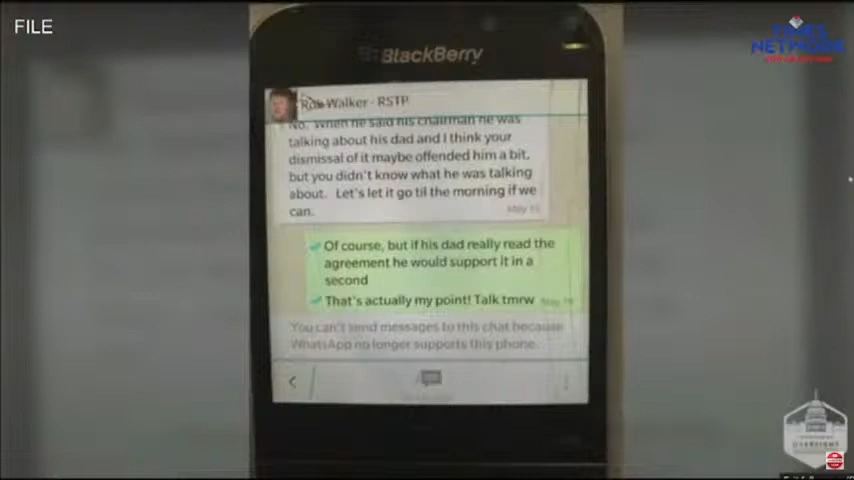 FILE
TIMES
NETWORK
BlackBerry
Rob Walker - RSTP
No. When he said his chairman he was
talking about his dad and I think your
dismissal of it maybe offended him a bit,
but you didn't know what he was talking
about. Let's let it go til the morning if we
can.
May
Of course, but if his dad really read the
agreement he would support it in a
second
That's actually my point! Talk tmrw
May
You can't send messages to this chat because
WhatsApp no longer supports this phone.
OVERSIGHT